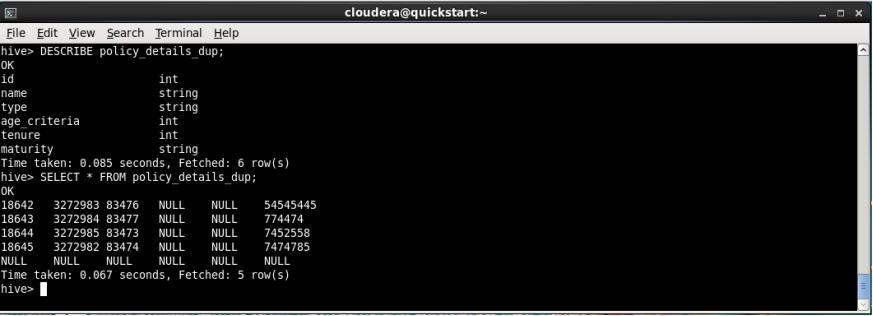 cloudera@quickstart:~
File Edit View Search Terminal Help
hive> DESCRIBE policy_details_dup;
OK
id int
name string
type string
age_criteria int
tenure int
maturity string
Time taken: 0.085 seconds, Fetched: 6 row(s)
hive> SELECT * FROM policy_details_dup;
OK
18642 3272983 83476 NULL NULL 54545445
18643 3272984 83477 NULL NULL 774474
18644 3272985 83473 NULL NULL 7452558
18645 3272982 83474 NULL NULL 7474785
NULL NULL NULL NULL NULL NULL
Time taken: 0.067 seconds, Fetched: 5 row(s)
hive>